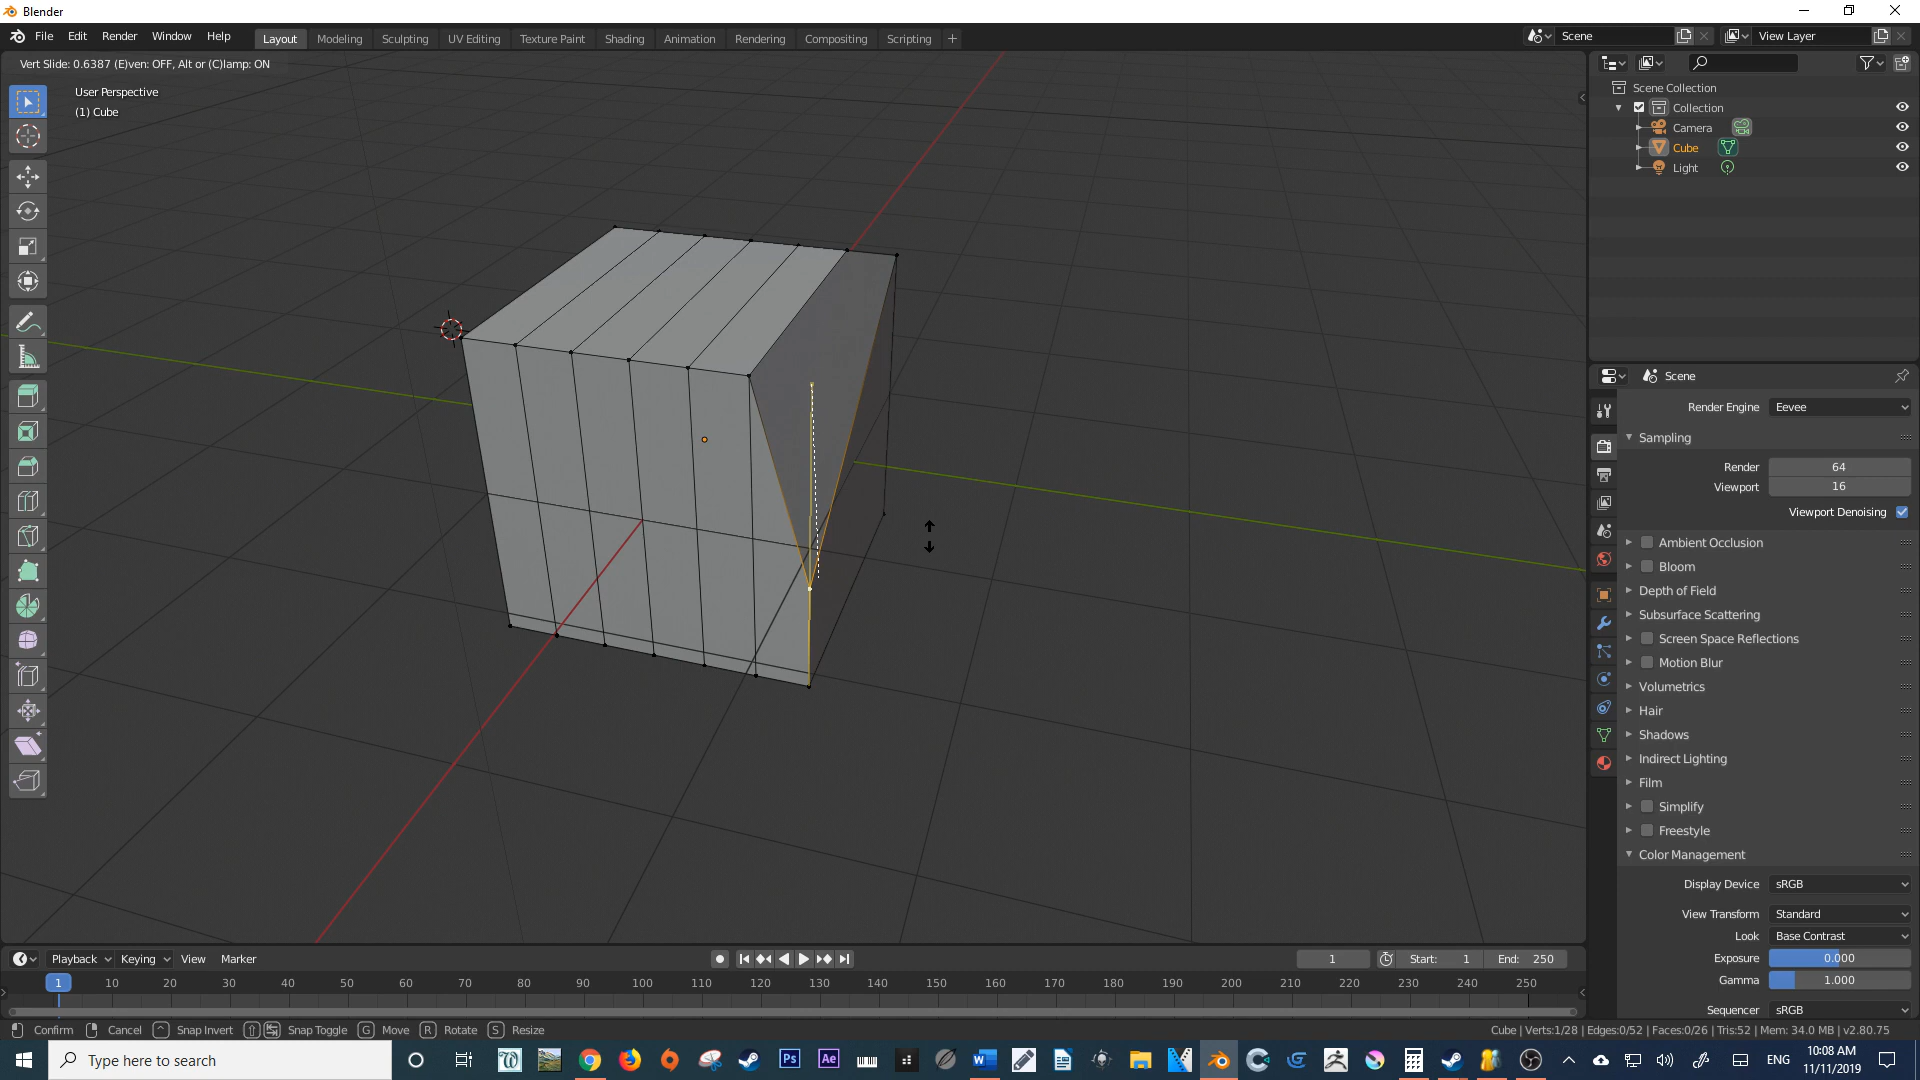 Blender
File Edit Render Window Help
Layout Modeling Sculpting UV Editing Texture Paint Shading Animation Rendering Compositing Scripting +
Scene
View Layer
Vert Slide: 0.6387 (E)ven: OFF, Alt or (C)lamp: ON
User Perspective
(1) Cube
Scene Collection
Collection
Camera
Cube
Light
Scene
Render Engine Eevee
Sampling
Render 64
Viewport 16
Viewport Denoising
Ambient Occlusion
Bloom
Depth of Field
Subsurface Scattering
Screen Space Reflections
Motion Blur
Volumetrics
Hair
Shadows
Indirect Lighting
Film
Simplify
Freestyle
Color Management
Display Device sRGB
View Transform Standard
Look Base Contrast
Exposure 0.000
Gamma 1.000
Sequencer sRGB
Playback Keying View Marker
1 Start: 1 End: 250
1 10 20 30 40 50 60 70 80 90 100 110 120 130 140 150 160 170 180 190 200 210 220 230 240 250
Confirm Cancel Snap Invert Snap Toggle G Move R Rotate S Resize
Cube | Verts:1/28 | Edges:0/52 | Faces:0/26 | Tris:52 | Mem: 34.0 MB | v2.80.75
Type here to search
Ps
Ae
ENG
10:08 AM
11/11/2019